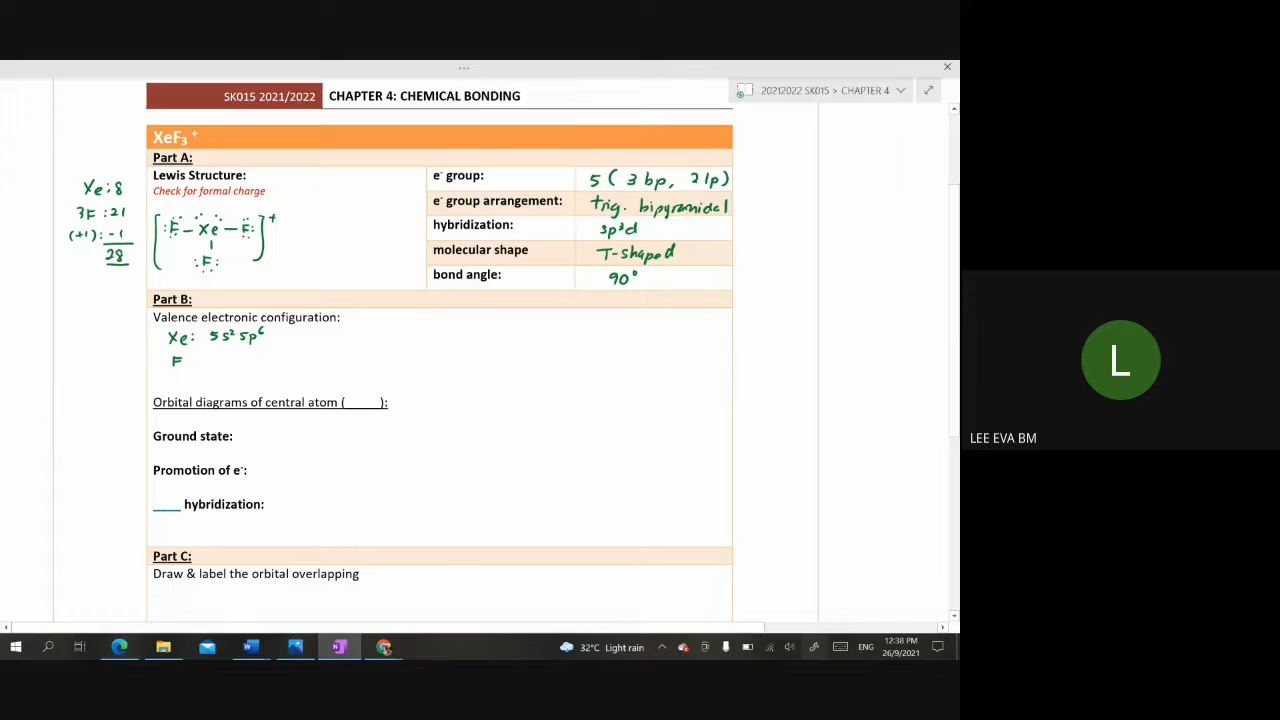 SK015 2021/2022 CHAPTER 4: CHEMICAL BONDING
20212022 SK015 > CHAPTER 4
XeF₃ ⁺
Part A:
Lewis Structure:
Check for formal charge
Xe: 8
3F : 21
(+1) : -1
28
[F – Xe – F]⁺
|
F
e⁻ group: 5 ( 3 bp, 2 lp)
e⁻ group arrangement: trig. bipyramidal
hybridization: sp³d
molecular shape T-shaped
bond angle: 90°
Part B:
Valence electronic configuration:
Xe: 5s² 5p⁶
F
Orbital diagrams of central atom (_____):
Ground state:
Promotion of e⁻:
____ hybridization:
Part C:
Draw & label the orbital overlapping
L
LEE EVA BM
32°C Light rain
ENG
12:38 PM
26/9/2021